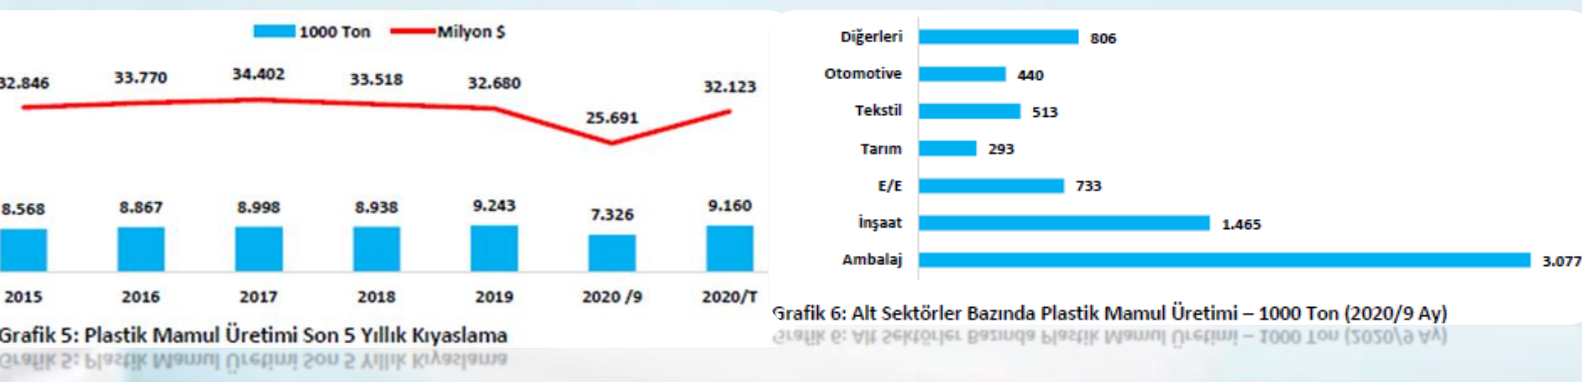 1000 Ton Milyon $
32.846 33.770 34.402 33.518 32.680 25.691 32.123
8.568 8.867 8.998 8.938 9.243 7.326 9.160
2015 2016 2017 2018 2019 2020 /9 2020/T
Grafik 5: Plastik Mamul Üretimi Son 5 Yıllık Kıyaslama
Diğerleri 806
Otomotive 440
Tekstil 513
Tarım 293
E/E 733
İnşaat 1.465
Ambalaj 3.077
Grafik 6: Alt Sektörler Bazında Plastik Mamul Üretimi – 1000 Ton (2020/9 Ay)